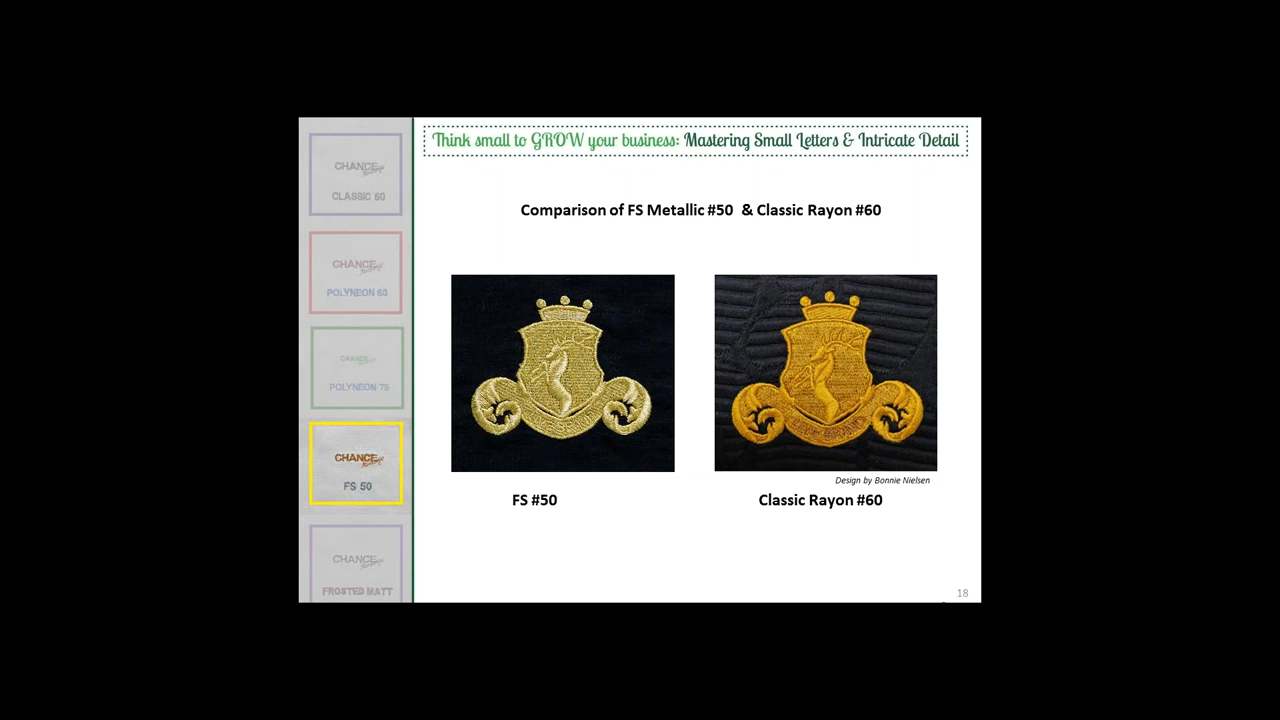 Think small to GROW your business: Mastering Small Letters & Intricate Detail
CHANCE
CLASSIC 60
CHANCE
POLYNEON 60
CHANCE
POLYNEON 75
CHANCE
FS 50
CHANCE
FROSTED MATT
Comparison of FS Metallic #50 & Classic Rayon #60
Design by Bonnie Nielsen
FS #50
Classic Rayon #60
18